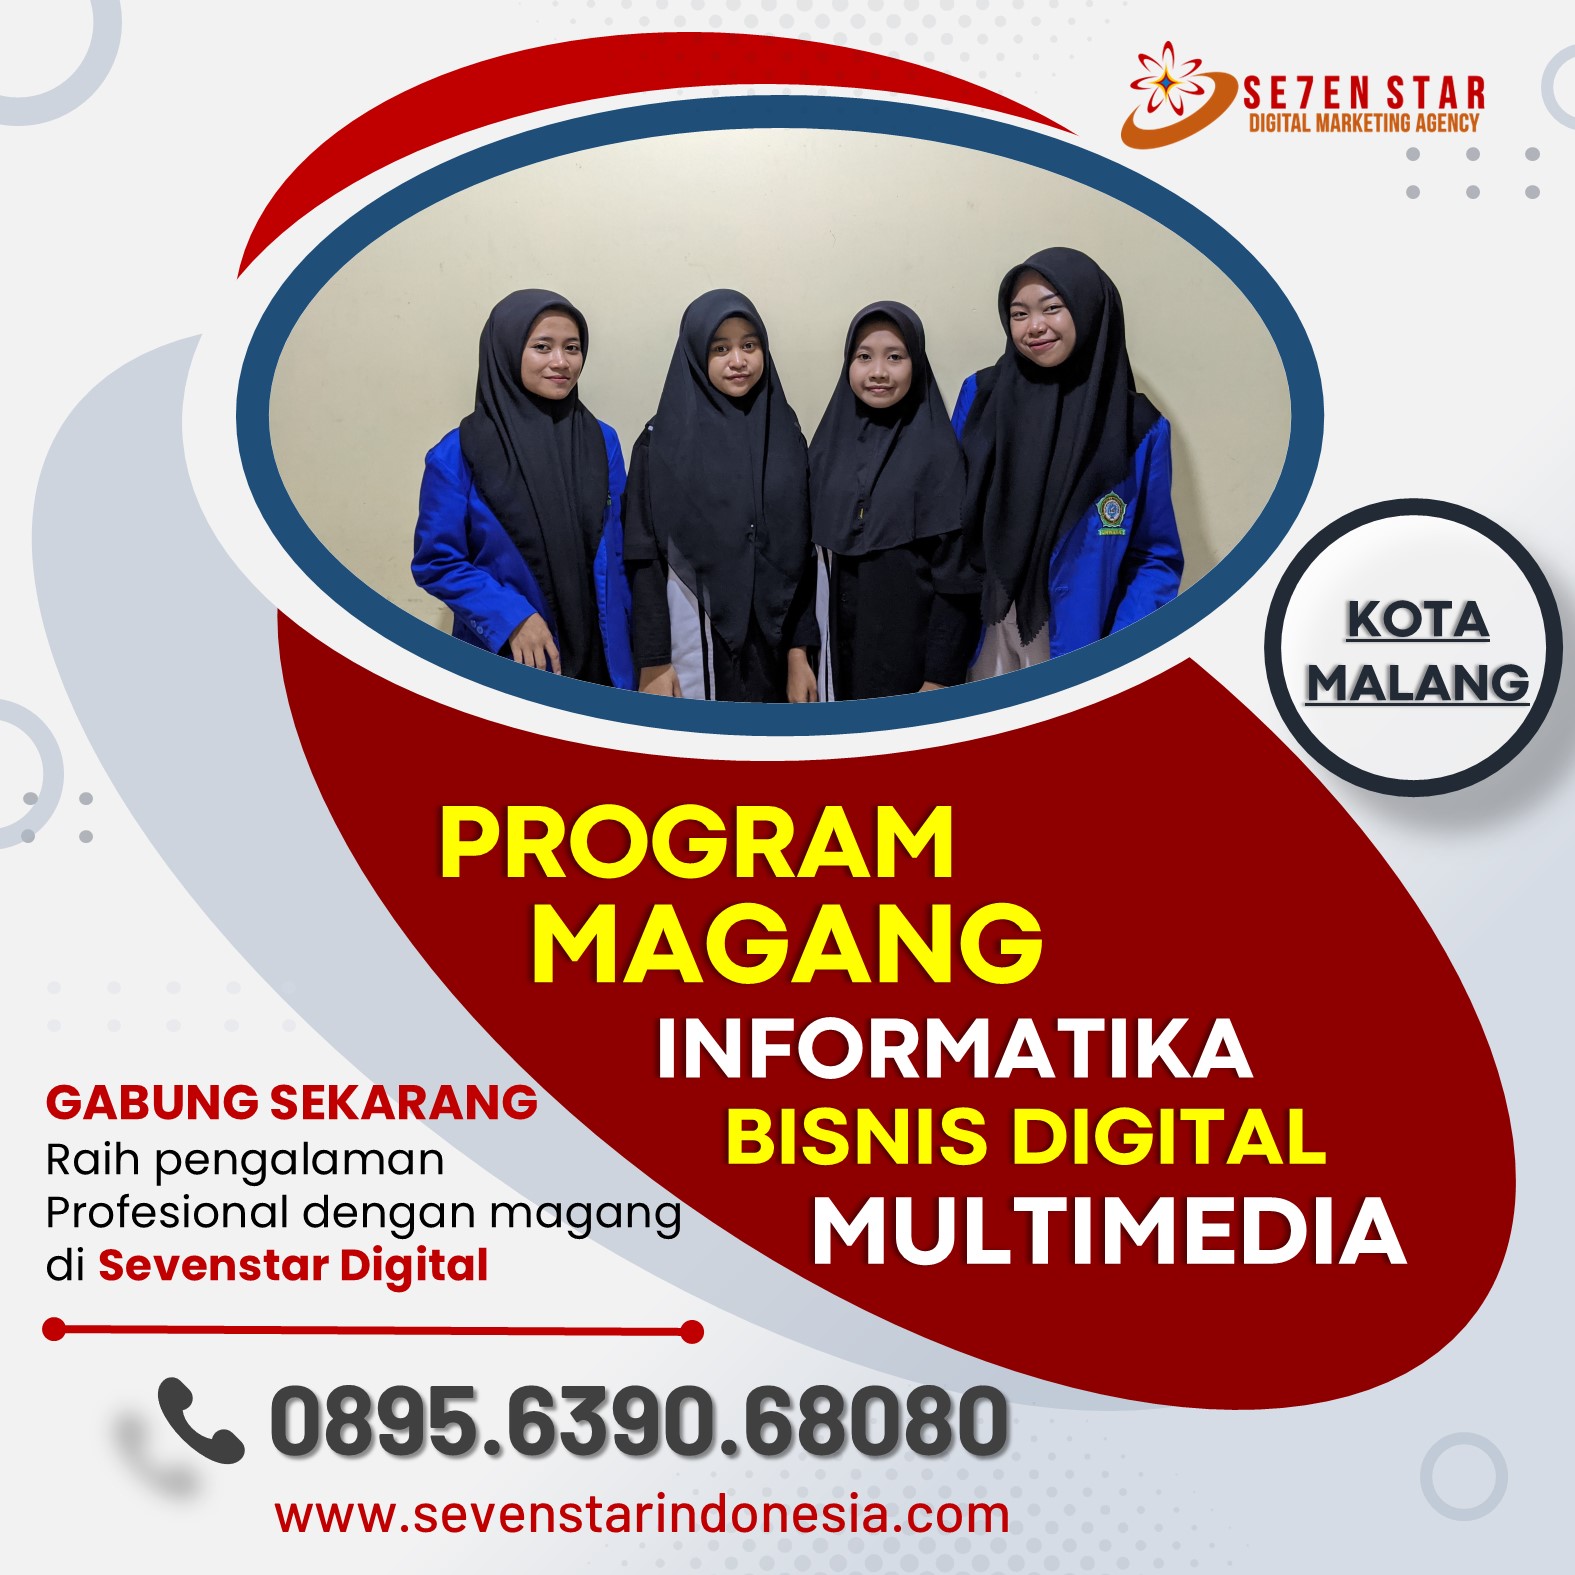 SE7EN STAR
DIGITAL MARKETING AGENCY
KOTA
MALANG
PROGRAM
MAGANG
INFORMATIKA
BISNIS DIGITAL
MULTIMEDIA
GABUNG SEKARANG
Raih pengalaman
Profesional dengan magang
di Sevenstar Digital
0895.6390.68080
www.sevenstarindonesia.com